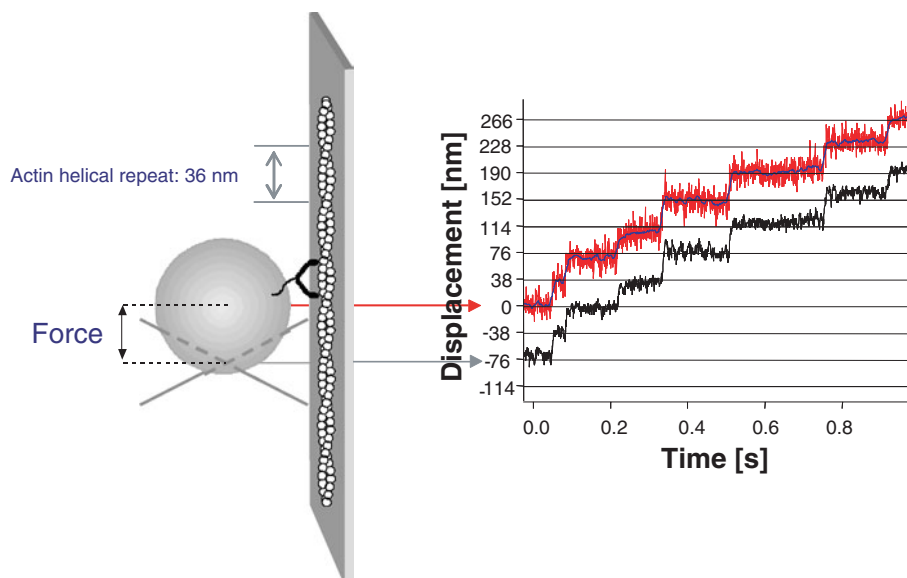 Actin helical repeat: 36 nm
Force
Displacement [nm]
266
228
190
152
114
76
38
0
-38
-76
-114
0.0 0.2 0.4 0.6 0.8
Time [s]